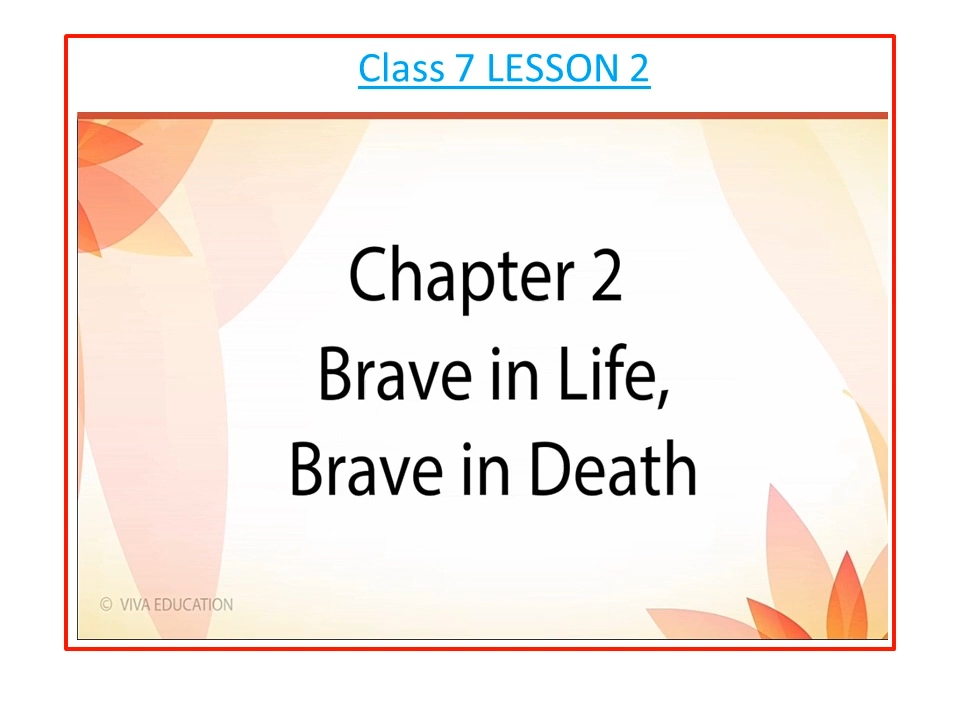 Class 7 LESSON 2
Chapter 2
Brave in Life,
Brave in Death
© VIVA EDUCATION